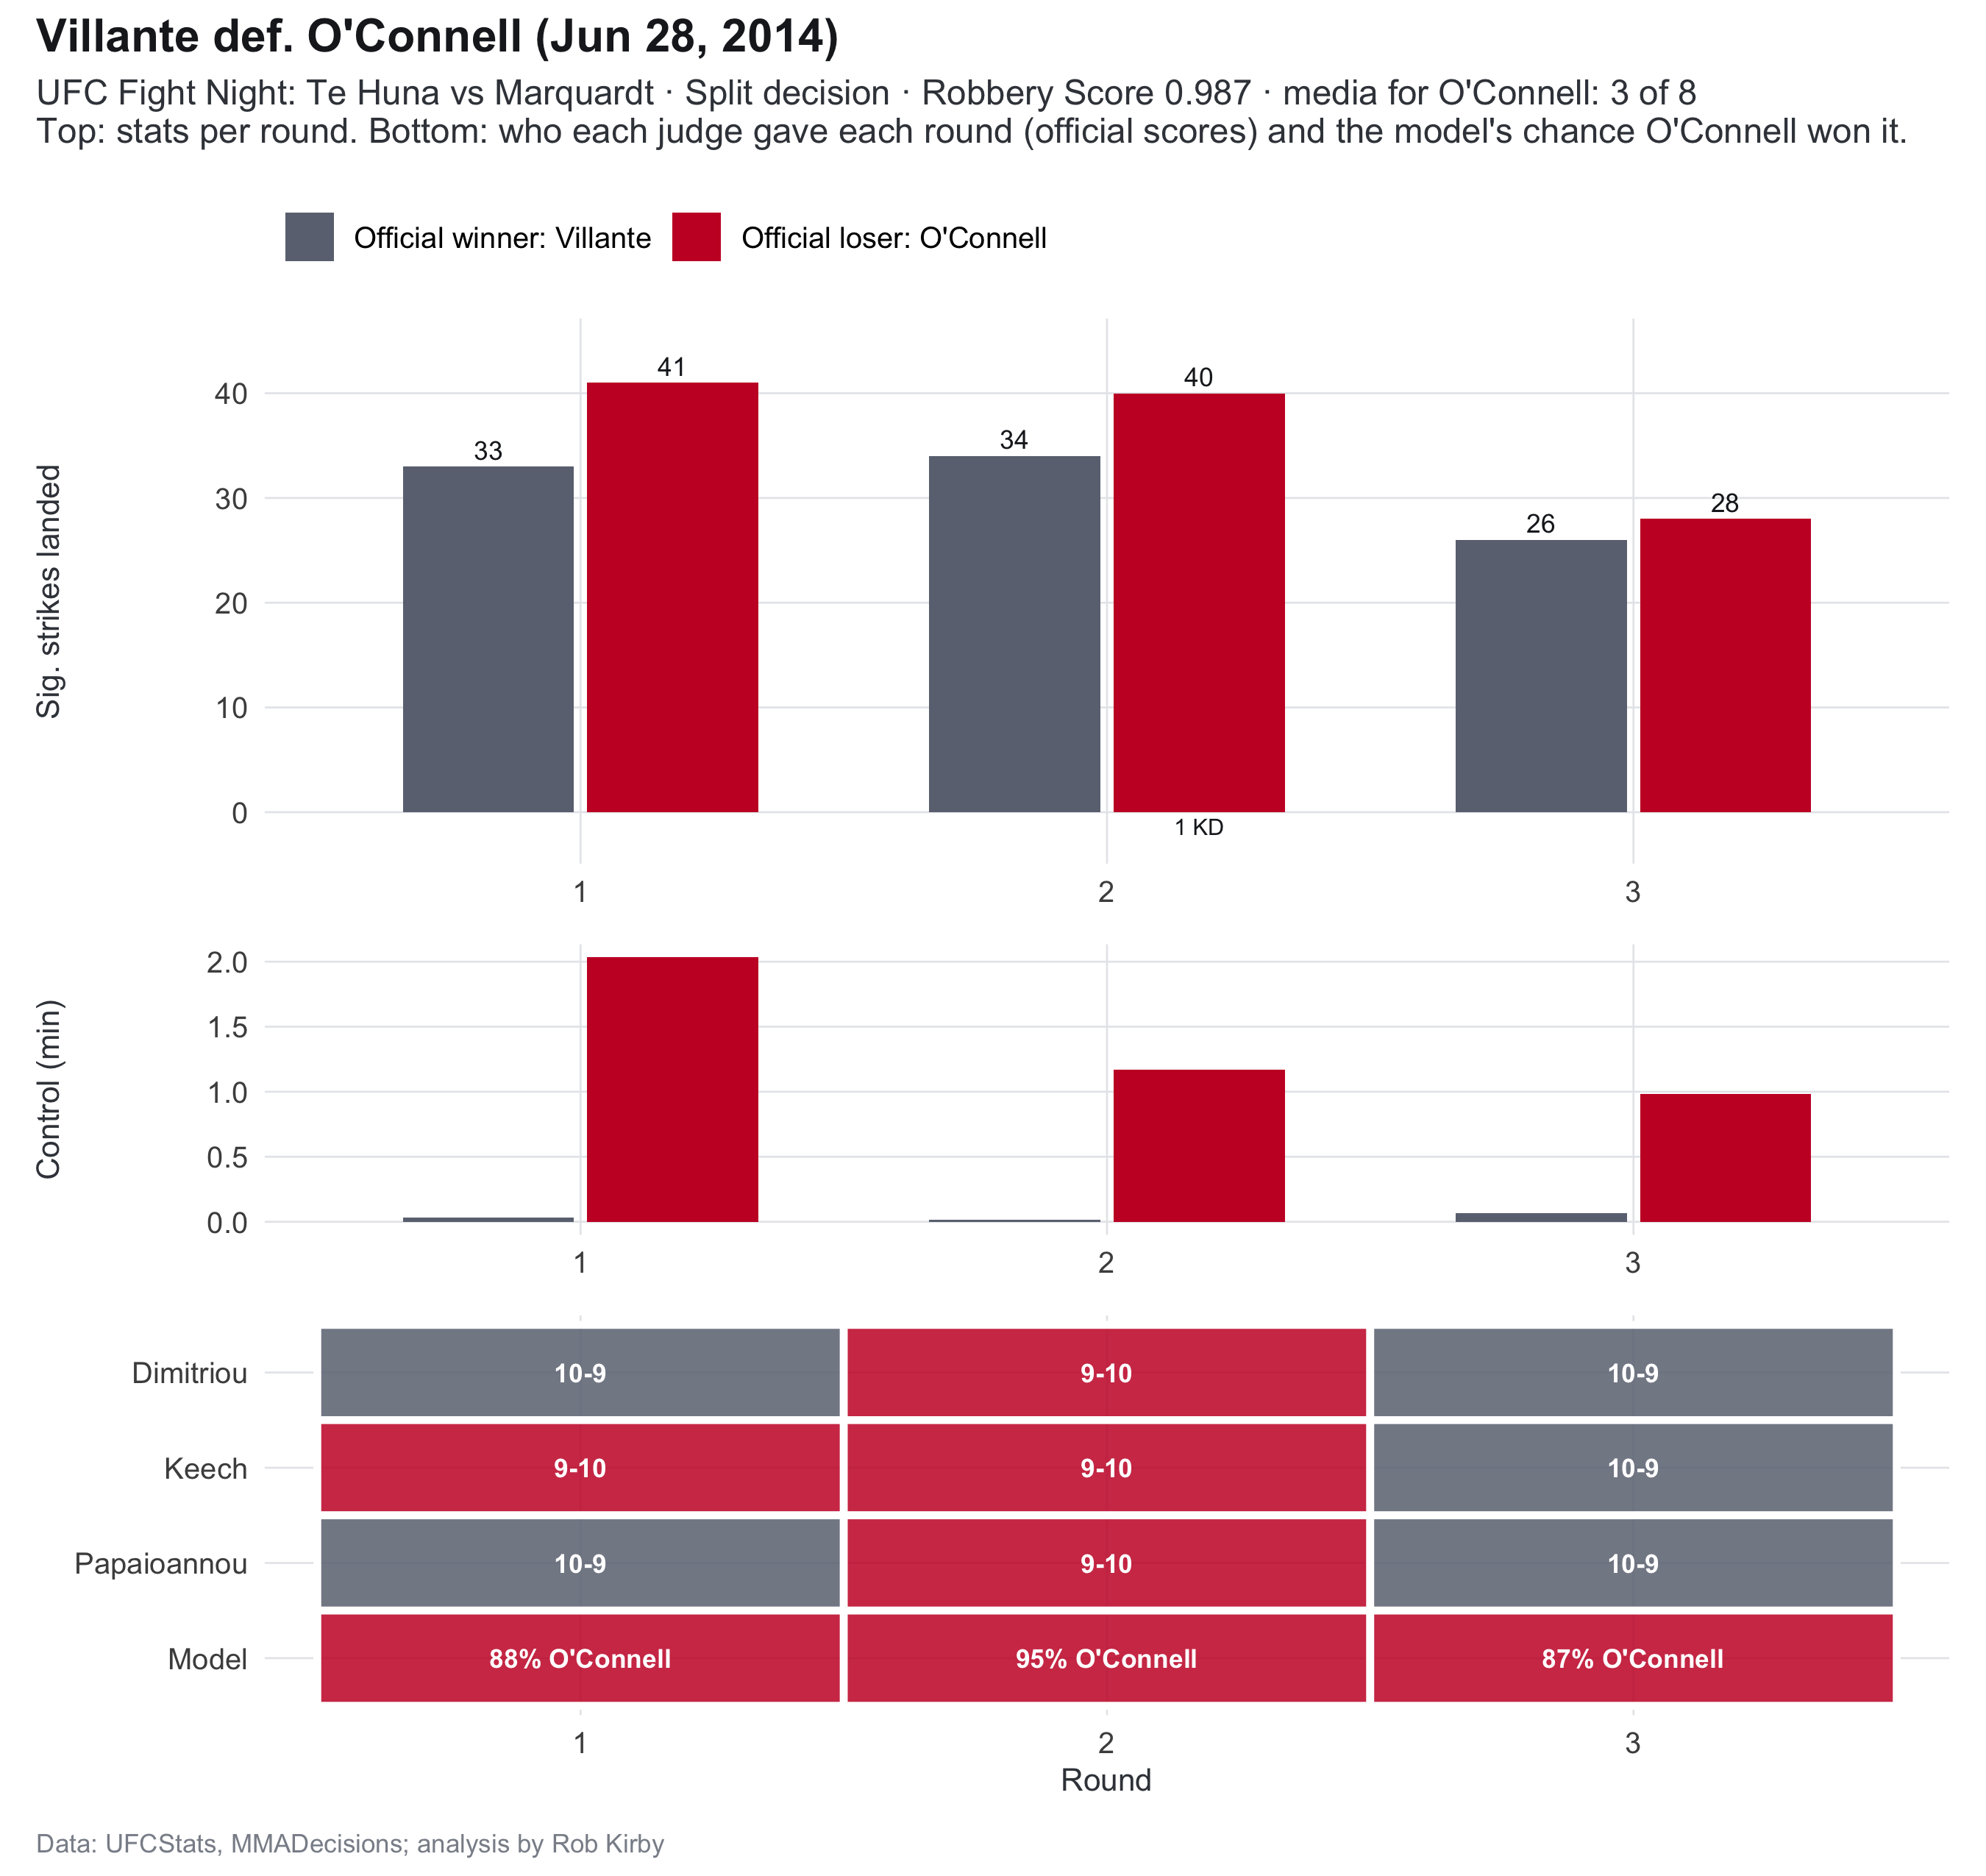 Villante def. O'Connell (Jun 28, 2014)
UFC Fight Night: Te Huna vs Marquardt · Split decision · Robbery Score 0.987 · media for O'Connell: 3 of 8
Top: stats per round. Bottom: who each judge gave each round (official scores) and the model's chance O'Connell won it.
Official winner: Villante
Official loser: O'Connell
Sig. strikes landed
40
30
20
10
0
33
41
34
40
26
28
1 KD
1
2
3
Control (min)
2.0
1.5
1.0
0.5
0.0
1
2
3
Dimitriou
10-9
9-10
10-9
Keech
9-10
9-10
10-9
Papaioannou
10-9
9-10
10-9
Model
88% O'Connell
95% O'Connell
87% O'Connell
1
2
3
Round
Data: UFCStats, MMADecisions; analysis by Rob Kirby